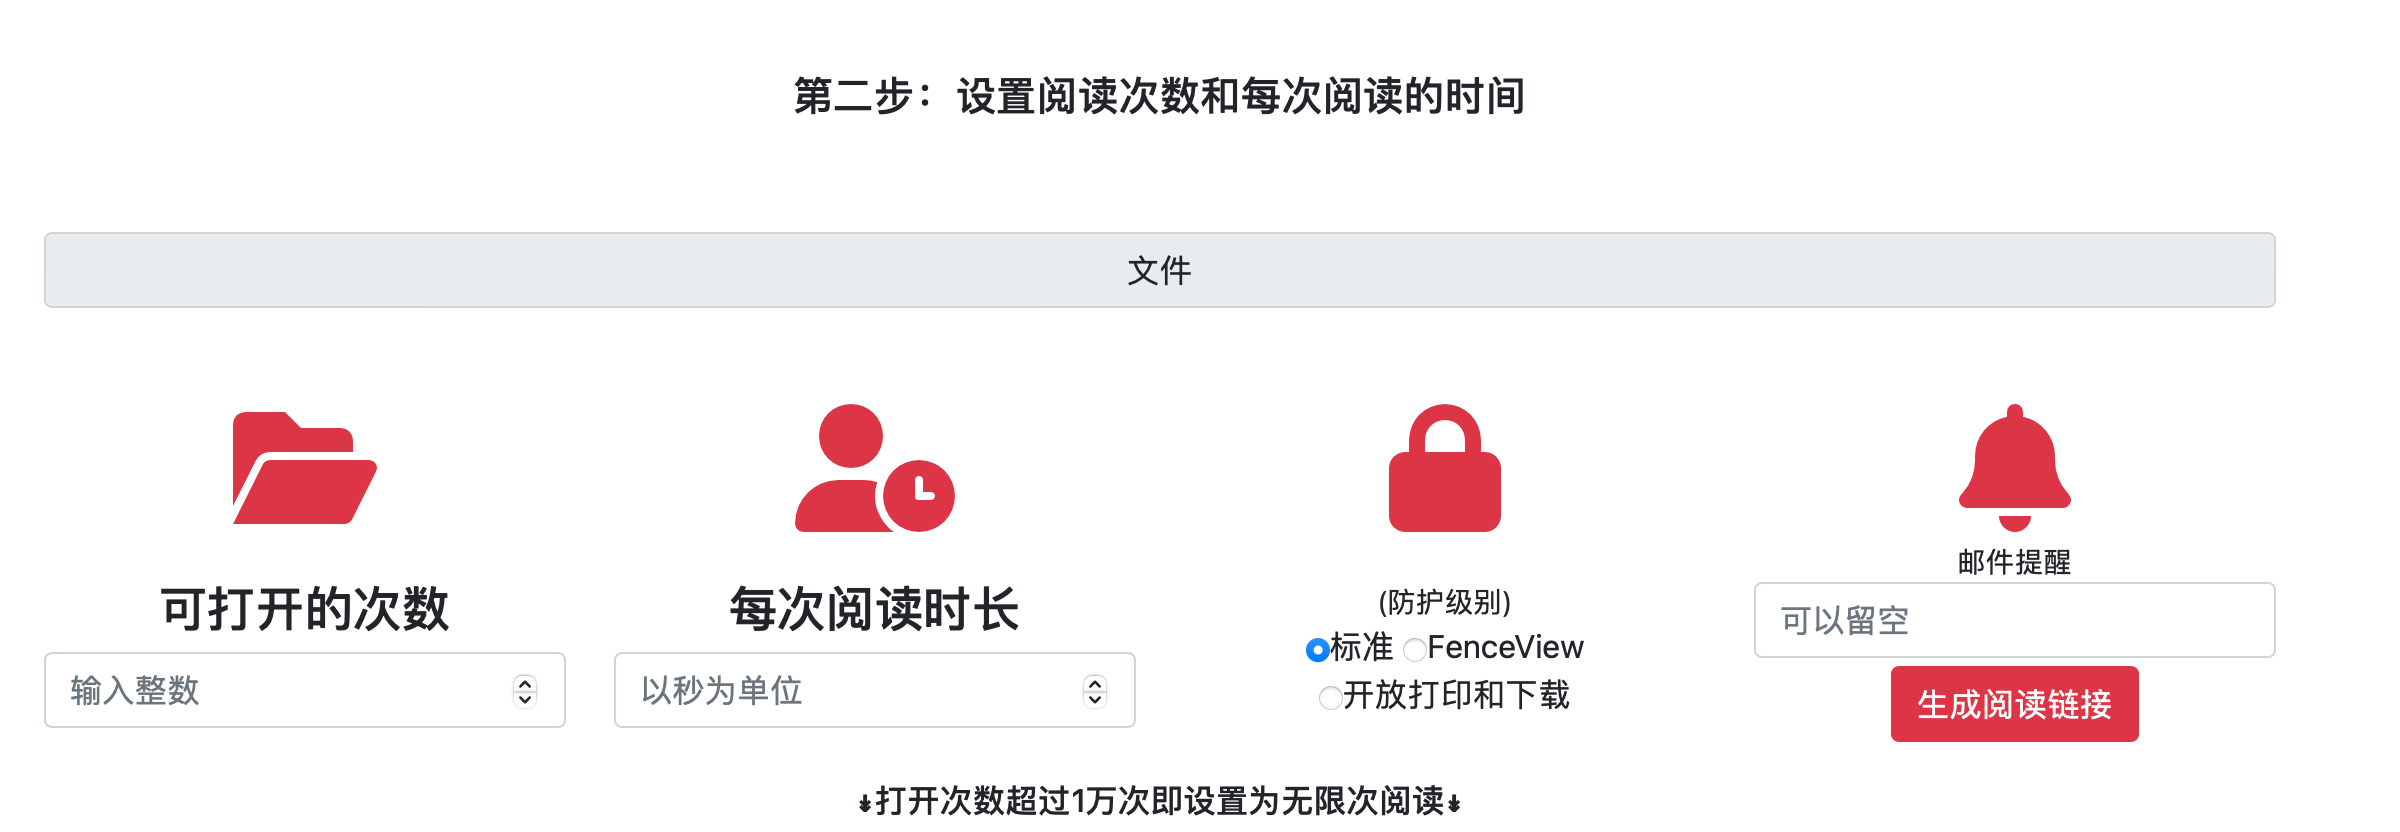 第二步：设置阅读次数和每次阅读的时间
文件
可打开的次数
输入整数
每次阅读时长
以秒为单位
(防护级别)
标准 FenceView
开放打印和下载
邮件提醒
可以留空
生成阅读链接
↡打开次数超过1万次即设置为无限次阅读↡